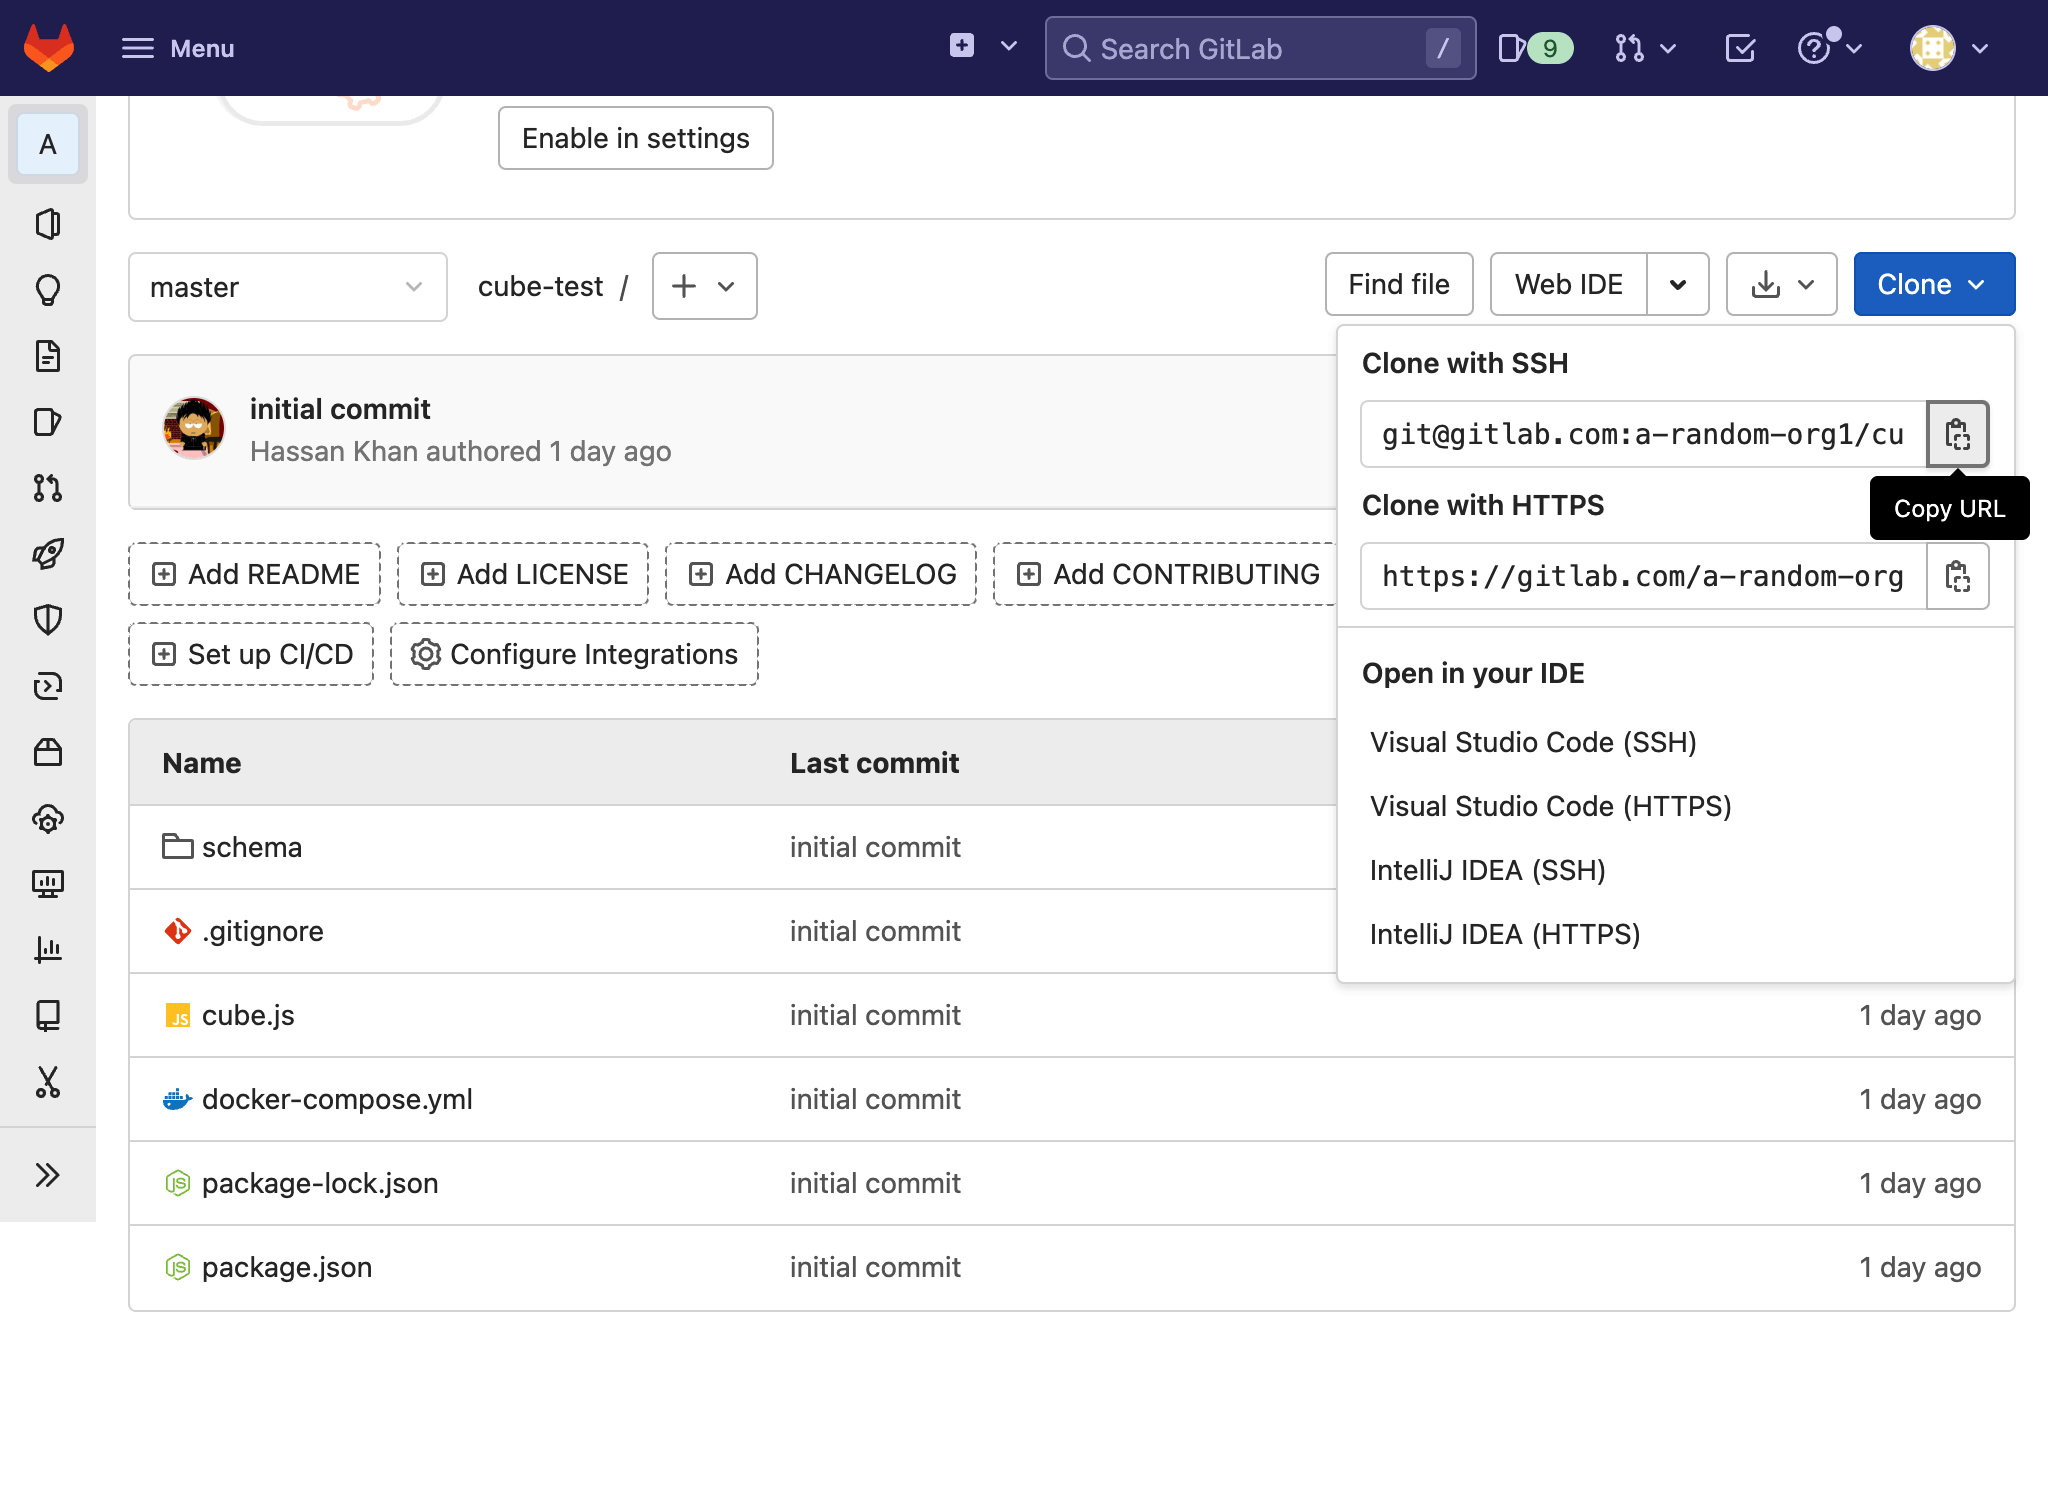 Menu
Search GitLab
/
9
A
Enable in settings
master
cube-test /
Find file
Web IDE
Clone
Clone with SSH
git@gitlab.com:a-random-org1/cu
Copy URL
Clone with HTTPS
https://gitlab.com/a-random-org
Open in your IDE
Visual Studio Code (SSH)
Visual Studio Code (HTTPS)
IntelliJ IDEA (SSH)
IntelliJ IDEA (HTTPS)
initial commit
Hassan Khan authored 1 day ago
Add README
Add LICENSE
Add CHANGELOG
Add CONTRIBUTING
Set up CI/CD
Configure Integrations
Name Last commit
schema initial commit
.gitignore initial commit
JS cube.js initial commit 1 day ago
docker-compose.yml initial commit 1 day ago
JS package-lock.json initial commit 1 day ago
JS package.json initial commit 1 day ago